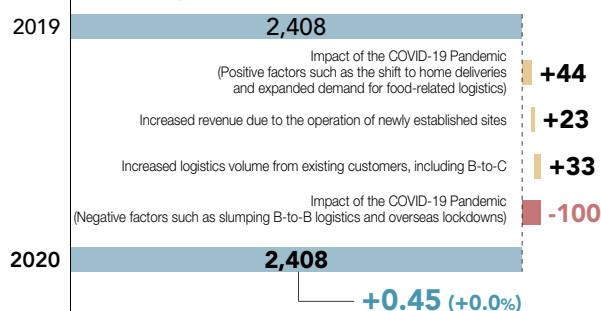 2019 2,408
Impact of the COVID-19 Pandemic
(Positive factors such as the shift to home deliveries
and expanded demand for food-related logistics)
+44
Increased revenue due to the operation of newly established sites +23
Increased logistics volume from existing customers, including B-to-C +33
Impact of the COVID-19 Pandemic
(Negative factors such as slumping B-to-B logistics and overseas lockdowns)
-100
2020 2,408
+0.45 (+0.0%)